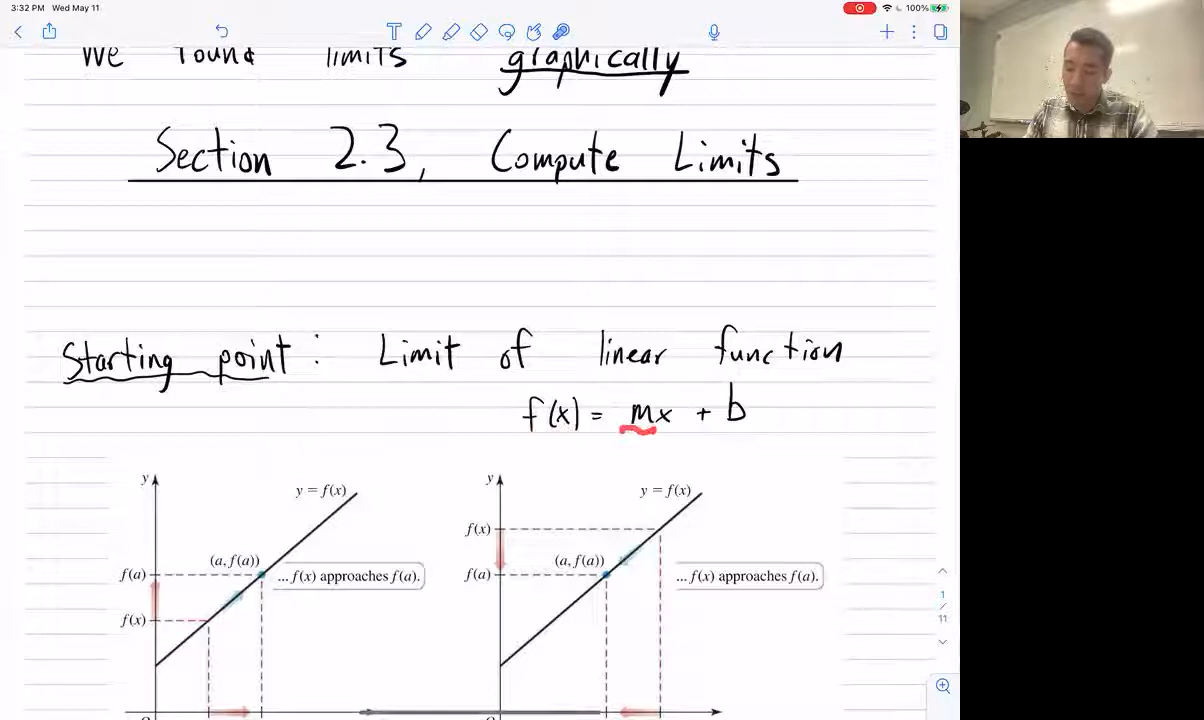 3:32 PM Wed May 11
100%
We found limits graphically
Section 2.3, Compute Limits
Starting point: Limit of linear function
f(x) = mx + b
y
y = f(x)
(a, f(a))
f(a)
... f(x) approaches f(a).
f(x)
y
y = f(x)
f(x)
(a, f(a))
f(a)
... f(x) approaches f(a).
1
/
11